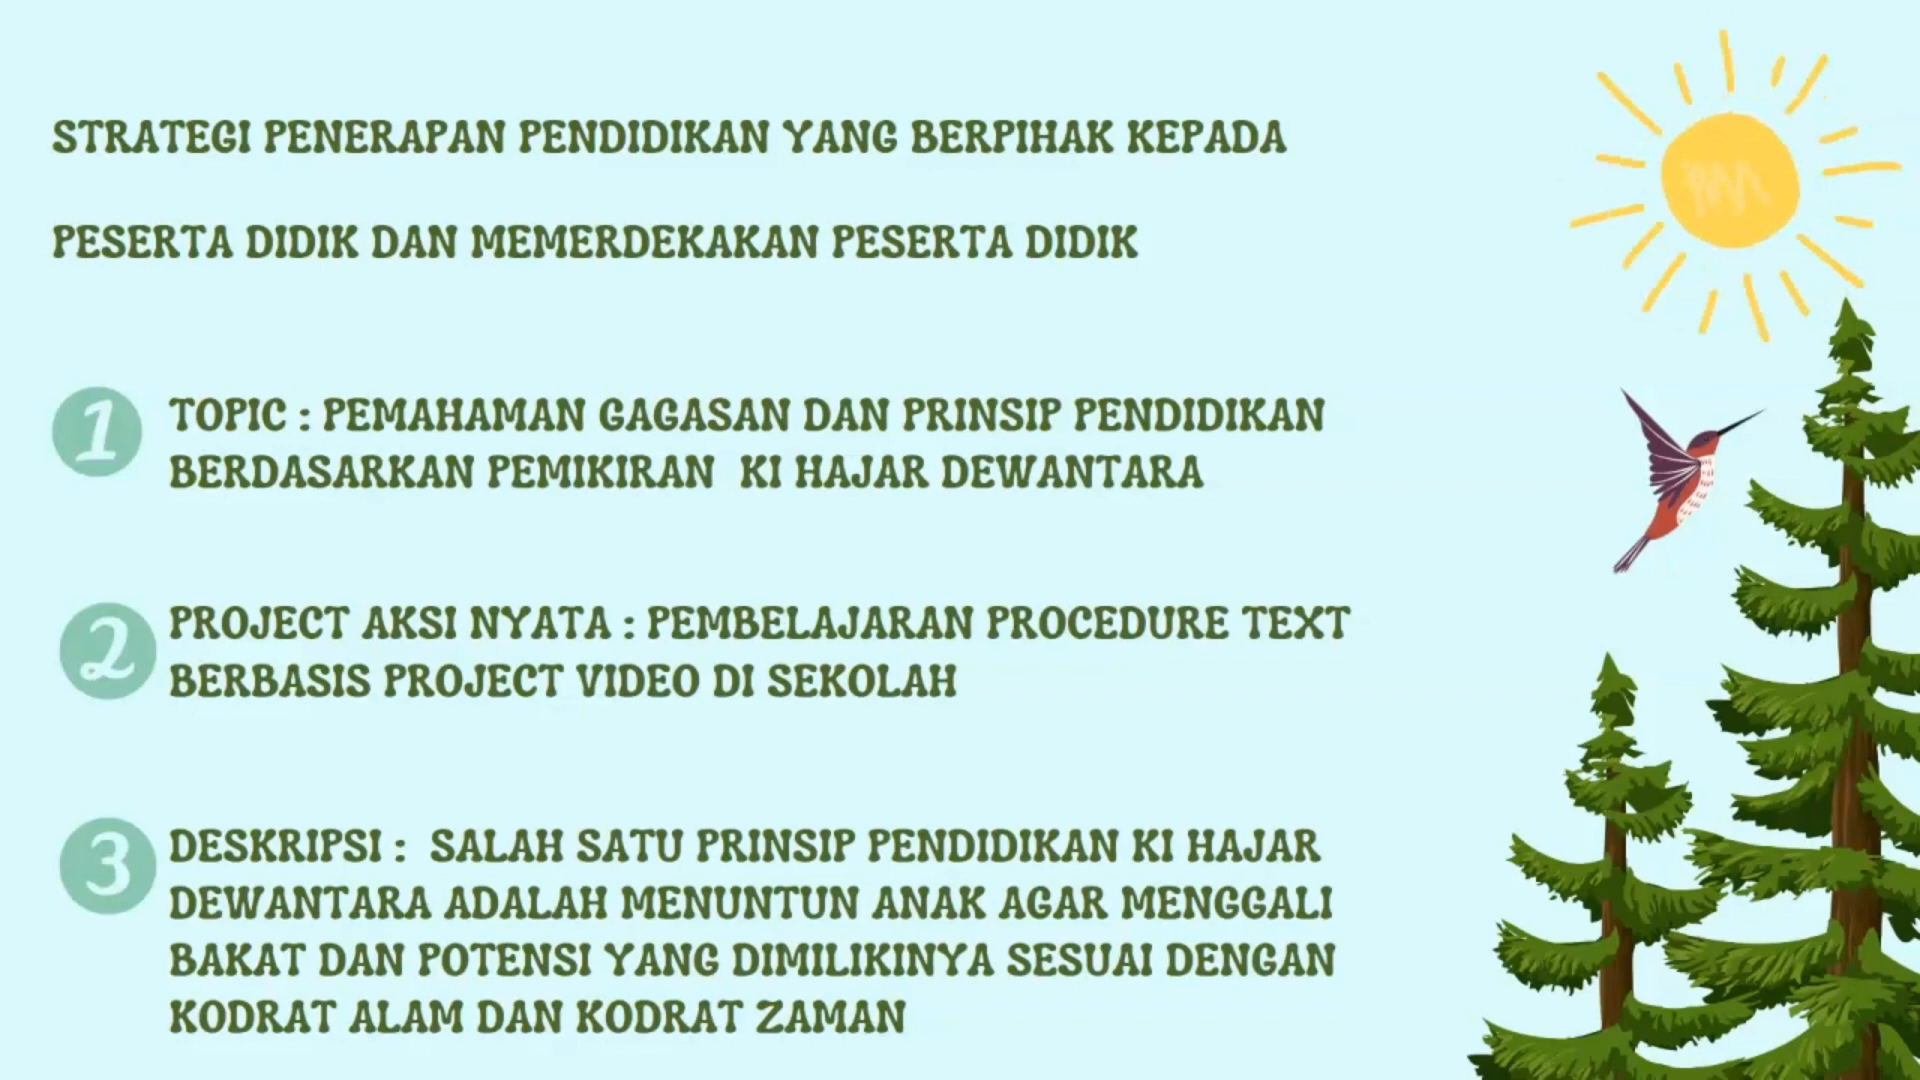 STRATEGI PENERAPAN PENDIDIKAN YANG BERPIHAK KEPADA
PESERTA DIDIK DAN MEMERDEKAKAN PESERTA DIDIK
1 TOPIC : PEMAHAMAN GAGASAN DAN PRINSIP PENDIDIKAN
BERDASARKAN PEMIKIRAN KI HAJAR DEWANTARA
2 PROJECT AKSI NYATA : PEMBELAJARAN PROCEDURE TEXT
BERBASIS PROJECT VIDEO DI SEKOLAH
3 DESKRIPSI : SALAH SATU PRINSIP PENDIDIKAN KI HAJAR
DEWANTARA ADALAH MENUNTUN ANAK AGAR MENGGALI
BAKAT DAN POTENSI YANG DIMILIKINYA SESUAI DENGAN
KODRAT ALAM DAN KODRAT ZAMAN